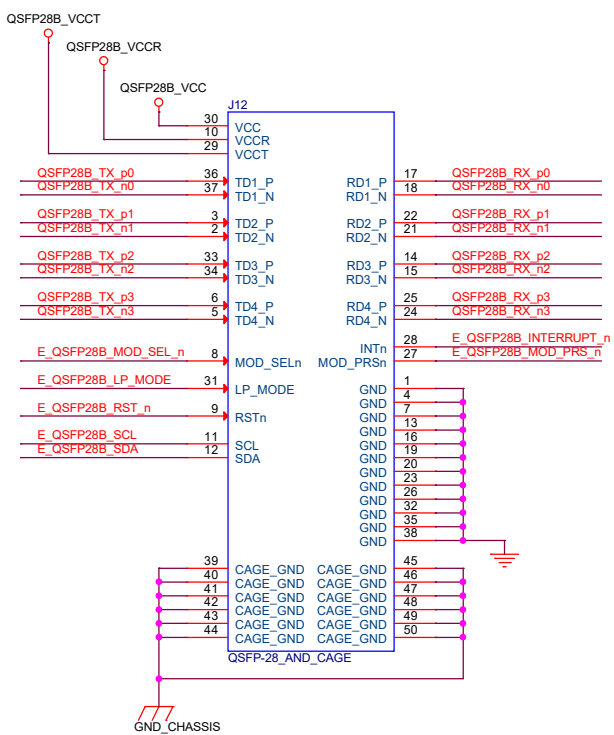 QSFP28B_VCCT
QSFP28B_VCCR
QSFP28B_VCC
J12
30 VCC
10 VCCR
29 VCCT
QSFP28B_TX_p0 36 TD1_P RD1_P 17 QSFP28B_RX_p0
QSFP28B_TX_n0 37 TD1_N RD1_N 18 QSFP28B_RX_n0
QSFP28B_TX_p1 3 TD2_P RD2_P 22 QSFP28B_RX_p1
QSFP28B_TX_n1 2 TD2_N RD2_N 21 QSFP28B_RX_n1
QSFP28B_TX_p2 33 TD3_P RD3_P 14 QSFP28B_RX_p2
QSFP28B_TX_n2 34 TD3_N RD3_N 15 QSFP28B_RX_n2
QSFP28B_TX_p3 6 TD4_P RD4_P 25 QSFP28B_RX_p3
QSFP28B_TX_n3 5 TD4_N RD4_N 24 QSFP28B_RX_n3
INTn 28 E_QSFP28B_INTERRUPT_n
E_QSFP28B_MOD_SEL_n 8 MOD_SELn MOD_PRSn 27 E_QSFP28B_MOD_PRS_n
E_QSFP28B_LP_MODE 31 LP_MODE GND 1
GND 4
E_QSFP28B_RST_n 9 RSTn GND 7
GND 13
E_QSFP28B_SCL 11 SCL GND 16
E_QSFP28B_SDA 12 SDA GND 19
GND 20
GND 23
GND 26
GND 32
GND 35
GND 38
39 CAGE_GND CAGE_GND 45
40 CAGE_GND CAGE_GND 46
41 CAGE_GND CAGE_GND 47
42 CAGE_GND CAGE_GND 48
43 CAGE_GND CAGE_GND 49
44 CAGE_GND CAGE_GND 50
QSFP-28_AND_CAGE
GND_CHASSIS